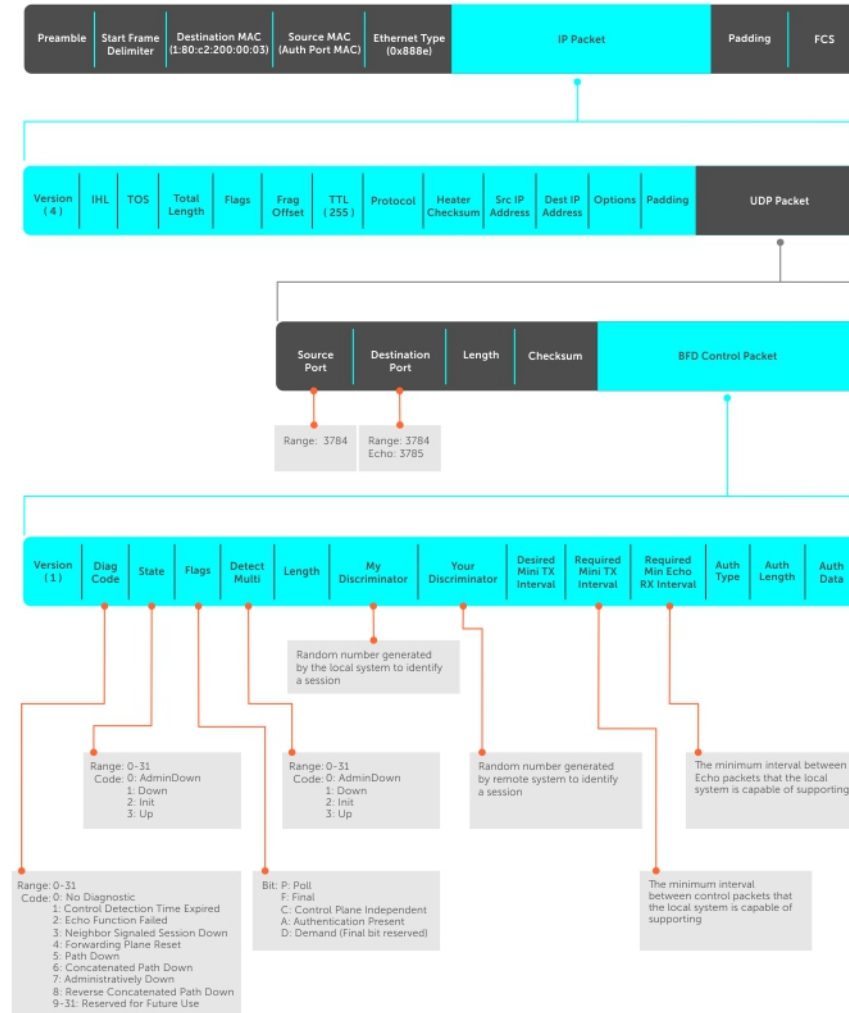 Preamble
Start Frame
Delimiter
Destination MAC
(1:80:c2:200:00:03)
Source MAC
(Auth Port MAC)
Ethernet Type
(0x888e)
IP Packet
Padding
FCS
Version
( 4 )
IHL
TOS
Total
Length
Flags
Frag
Offset
TTL
( 255 )
Protocol
Heater
Checksum
Src IP
Address
Dest IP
Address
Options
Padding
UDP Packet
Source
Port
Destination
Port
Length
Checksum
BFD Control Packet
Range: 3784
Range: 3784
Echo: 3785
Version
( 1 )
Diag
Code
State
Flags
Detect
Multi
Length
My
Discriminator
Your
Discriminator
Desired
Mini TX
Interval
Required
Mini TX
Interval
Required
Min Echo
RX Interval
Auth
Type
Auth
Length
Auth
Data
Random number generated
by the local system to identify
a session
Range: 0-31
Code: 0: AdminDown
1: Down
2: Init
3: Up
Range: 0-31
Code: 0: AdminDown
1: Down
2: Init
3: Up
Random number generated
by remote system to identify
a session
The minimum interval between
Echo packets that the local
system is capable of supporting
Range: 0-31
Code: 0: No Diagnostic
1: Control Detection Time Expired
2: Echo Function Failed
3: Neighbor Signaled Session Down
4: Forwarding Plane Reset
5: Path Down
6: Concatenated Path Down
7: Administratively Down
8: Reverse Concatenated Path Down
9-31: Reserved for Future Use
Bit: P: Poll
F: Final
C: Control Plane Independent
A: Authentication Present
D: Demand (Final bit reserved)
The minimum interval
between control packets that
the local system is capable of
supporting